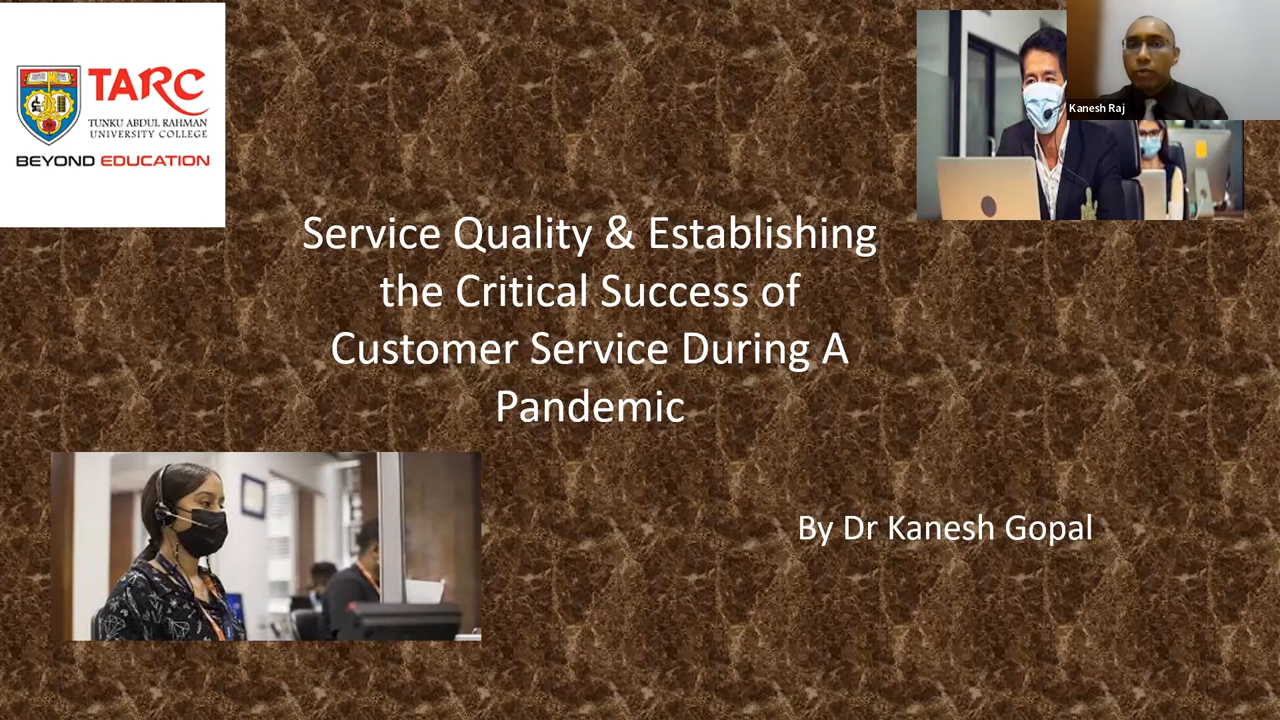 TARC
TUNKU ABDUL RAHMAN
UNIVERSITY COLLEGE
BEYOND EDUCATION
Kanesh Raj
Service Quality & Establishing
the Critical Success of
Customer Service During A
Pandemic
By Dr Kanesh Gopal